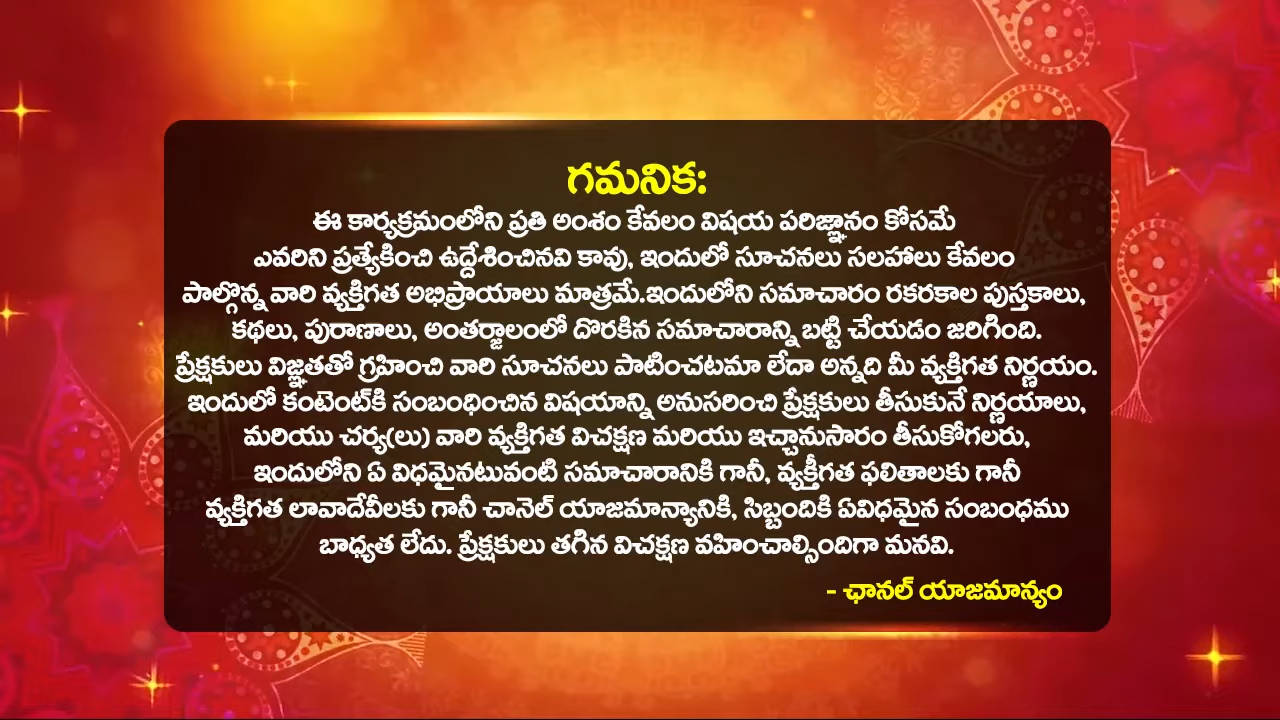 గమనిక:
ఈ కార్యక్రమంలోని ప్రతి అంశం కేవలం విషయ పరిజ్ఞానం కోసమే
ఎవరిని ప్రత్యేకించి ఉద్దేశించినవి కావు, ఇందులో సూచనలు సలహాలు కేవలం
పాల్గొన్న వారి వ్యక్తిగత అభిప్రాయాలు మాత్రమే.ఇందులోని సమాచారం రకరకాల పుస్తకాలు,
కథలు, పురాణాలు, అంతర్జాలంలో దొరకిన సమాచారాన్ని బట్టి చేయడం జరిగింది.
ప్రేక్షకులు విజ్ఞతతో గ్రహించి వారి సూచనలు పాటించటమా లేదా అన్నది మీ వ్యక్తిగత నిర్ణయం.
ఇందులో కంటెంట్‌కి సంబంధించిన విషయాన్ని అనుసరించి ప్రేక్షకులు తీసుకునే నిర్ణయాలు,
మరియు చర్య(లు) వారి వ్యక్తిగత విచక్షణ మరియు ఇచ్చానుసారం తీసుకోగలరు,
ఇందులోని ఏ విధమైనటువంటి సమాచారానికి గానీ, వ్యక్తీగత ఫలితాలకు గానీ
వ్యక్తిగత లావాదేవీలకు గానీ చానెల్ యాజమాన్యానికి, సిబ్బందికి ఏవిధమైన సంబంధము
బాధ్యత లేదు. ప్రేక్షకులు తగిన విచక్షణ వహించాల్సిందిగా మనవి.
- ఛానల్ యాజమాన్యం